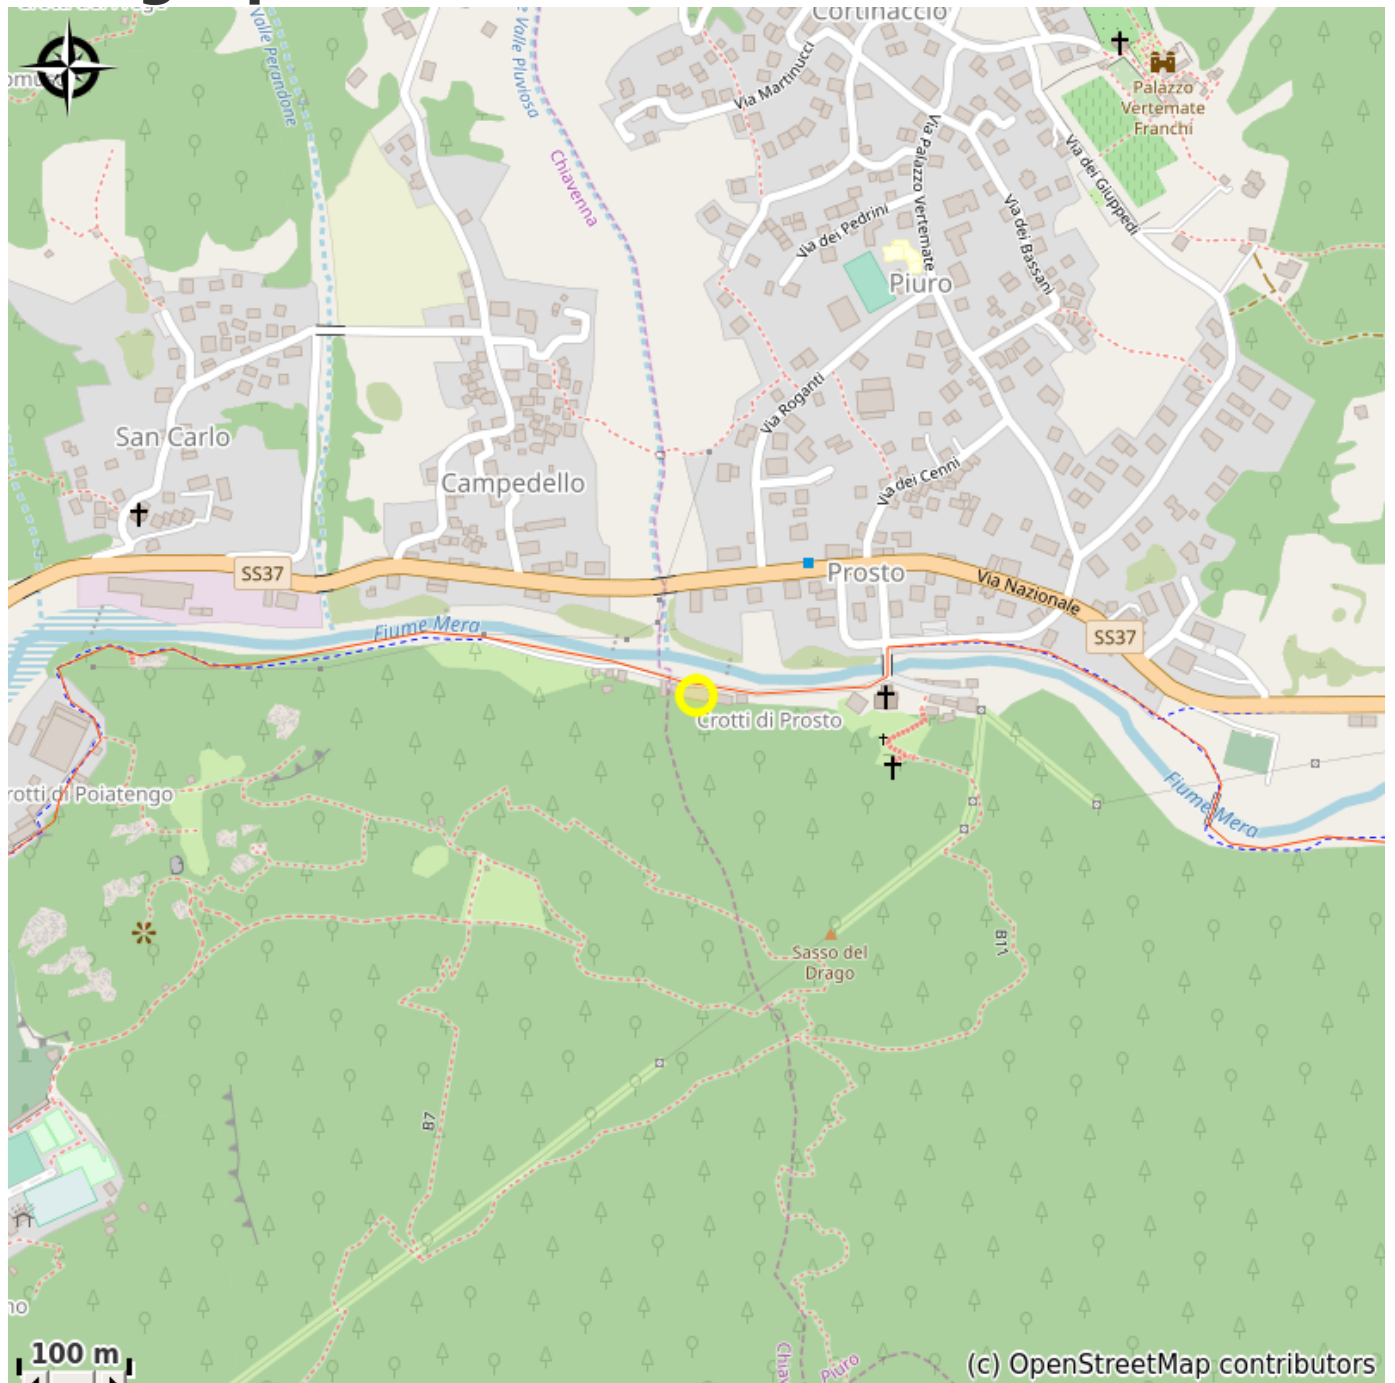 Cortinaccio
Valle Perandone
e Valle Pluviosa
Via Martinucci
Palazzo
Vertemate
Franchi
Chiavenna
Via Palazzo Vertemate
Via dei Giuppedi
Via dei Pedrini
Via dei Bassani
Piuro
Via Roganti
San Carlo
Campedello
Via dei Cenni
SS37
Prosto
Via Nazionale
Fiume Mera
SS37
Crotti di Prosto
rotti di Poiatengo
Fiume Mera
B11
Sasso del
Drago
B7
no
Chiav
Piuro
100 m
(c) OpenStreetMap contributors